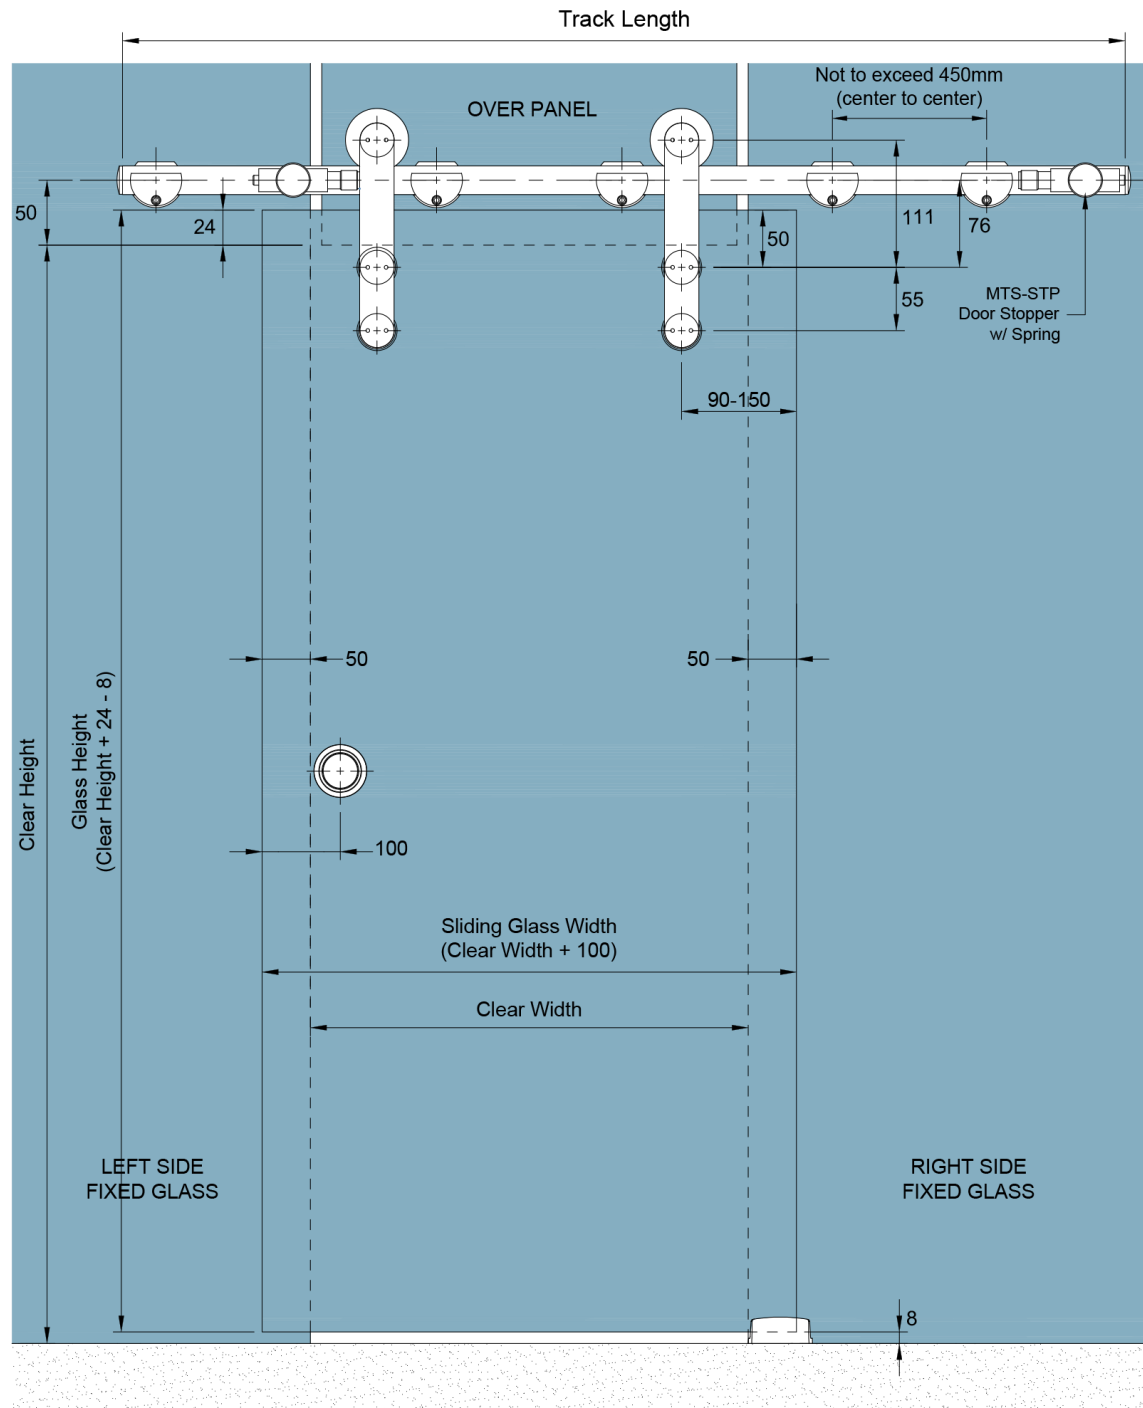 Track Length
Not to exceed 450mm
(center to center)
OVER PANEL
50
24
50
111
76
55
MTS-STP
Door Stopper
w/ Spring
90-150
50
50
Clear Height
Glass Height
(Clear Height + 24 - 8)
100
Sliding Glass Width
(Clear Width + 100)
Clear Width
LEFT SIDE
FIXED GLASS
RIGHT SIDE
FIXED GLASS
8